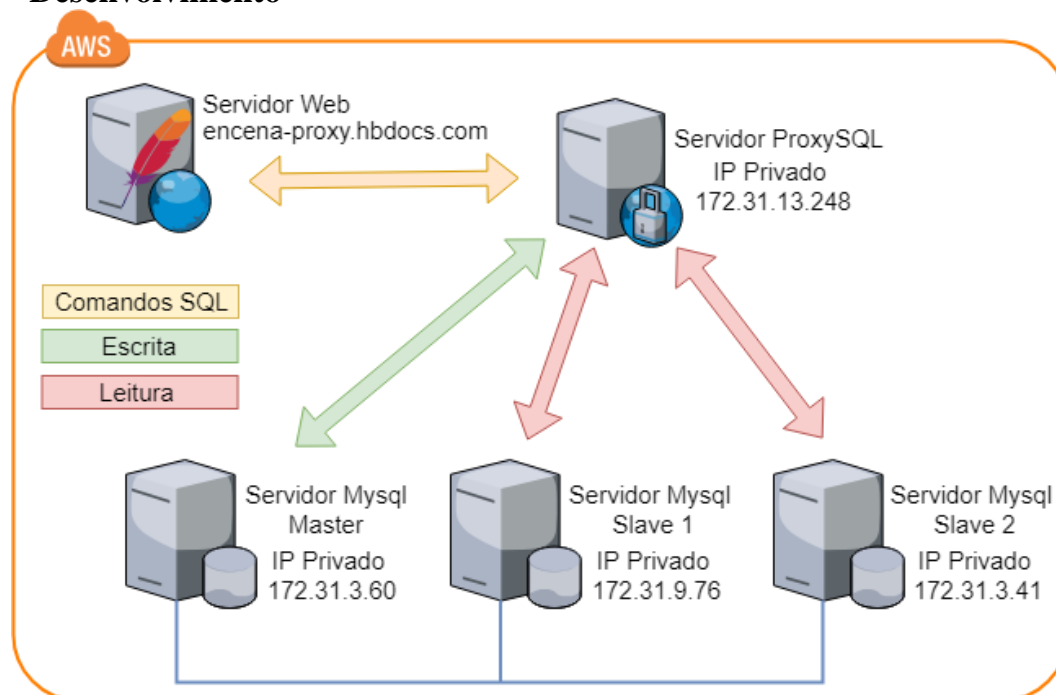 Desenvolvimento
AWS
Servidor Web
encena-proxy.hbdocs.com
Servidor ProxySQL
IP Privado
172.31.13.248
Comandos SQL
Escrita
Leitura
Servidor Mysql
Master
IP Privado
172.31.3.60
Servidor Mysql
Slave 1
IP Privado
172.31.9.76
Servidor Mysql
Slave 2
IP Privado
172.31.3.41